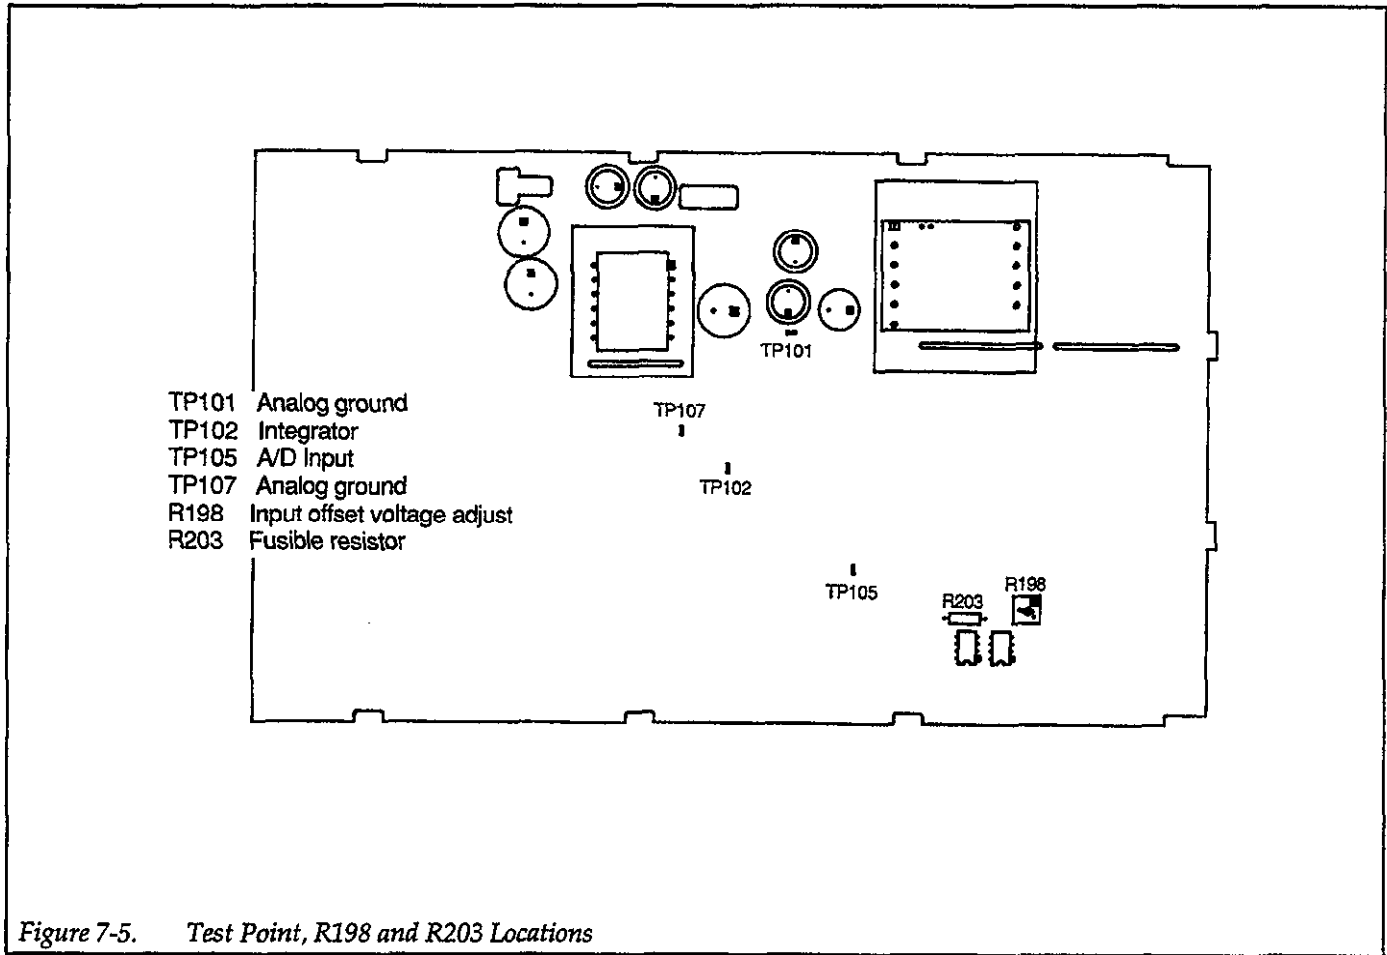 TP101
TP101 Analog ground
TP102 Integrator
TP105 A/D Input
TP107 Analog ground
R198 Input offset voltage adjust
R203 Fusible resistor
TP107
TP102
TP105
R203
R198
Figure 7-5. Test Point, R198 and R203 Locations